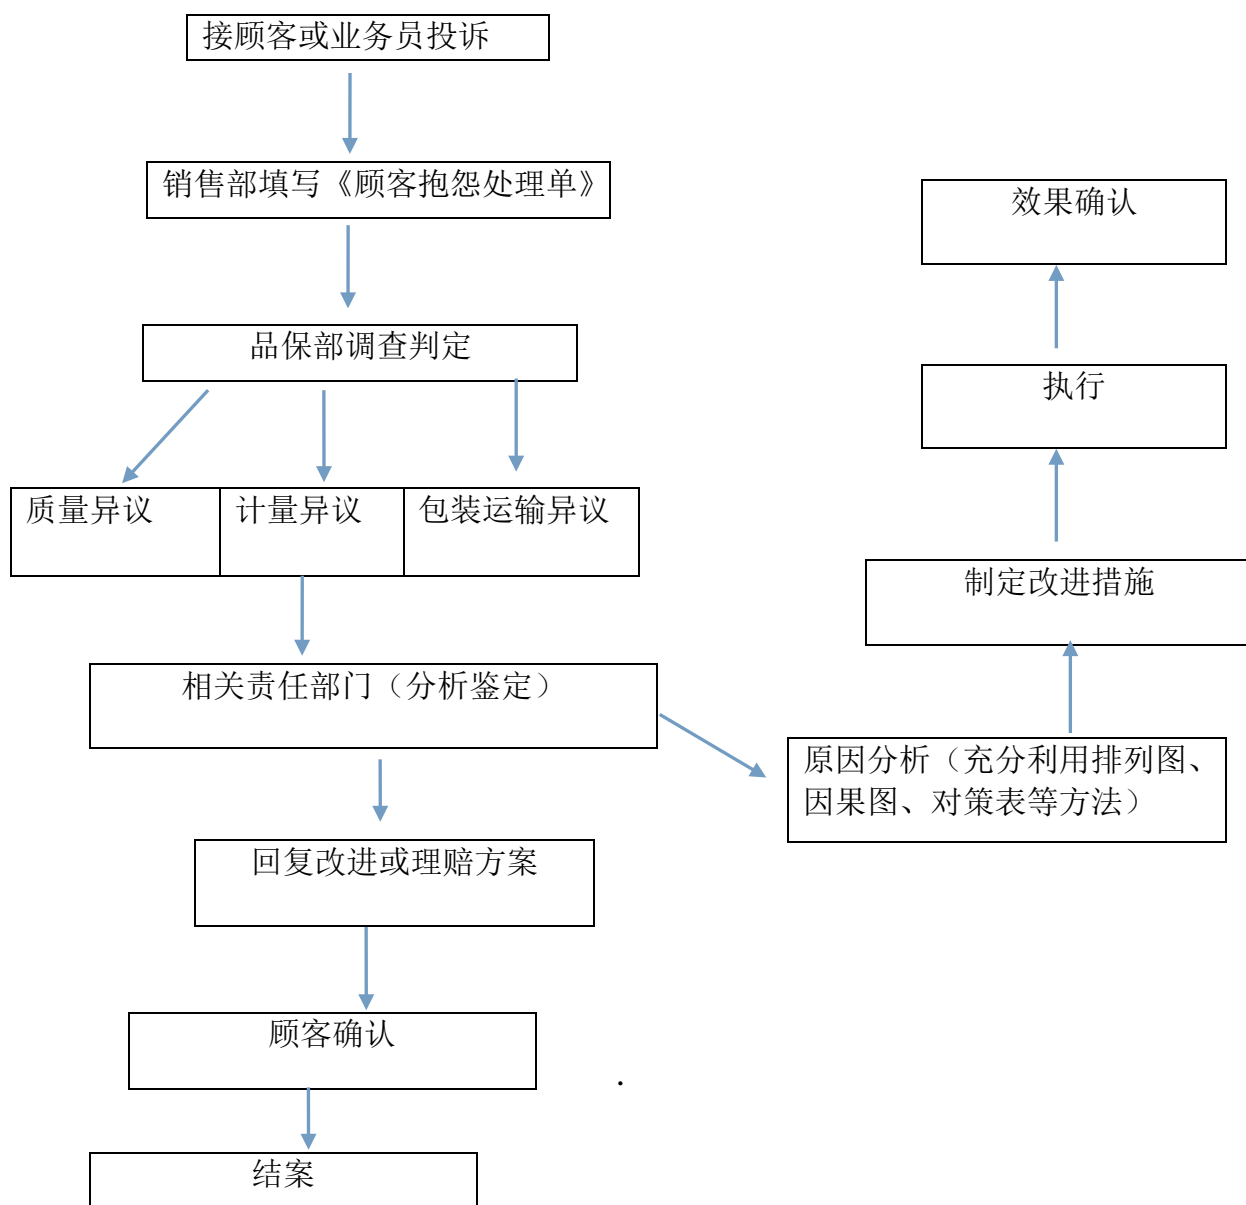 接顾客或业务员投诉
销售部填写《顾客抱怨处理单》
品保部调查判定
质量异议
计量异议
包装运输异议
相关责任部门（分析鉴定）
回复改进或理赔方案
顾客确认
.
结案
效果确认
执行
制定改进措施
原因分析（充分利用排列图、
因果图、对策表等方法）